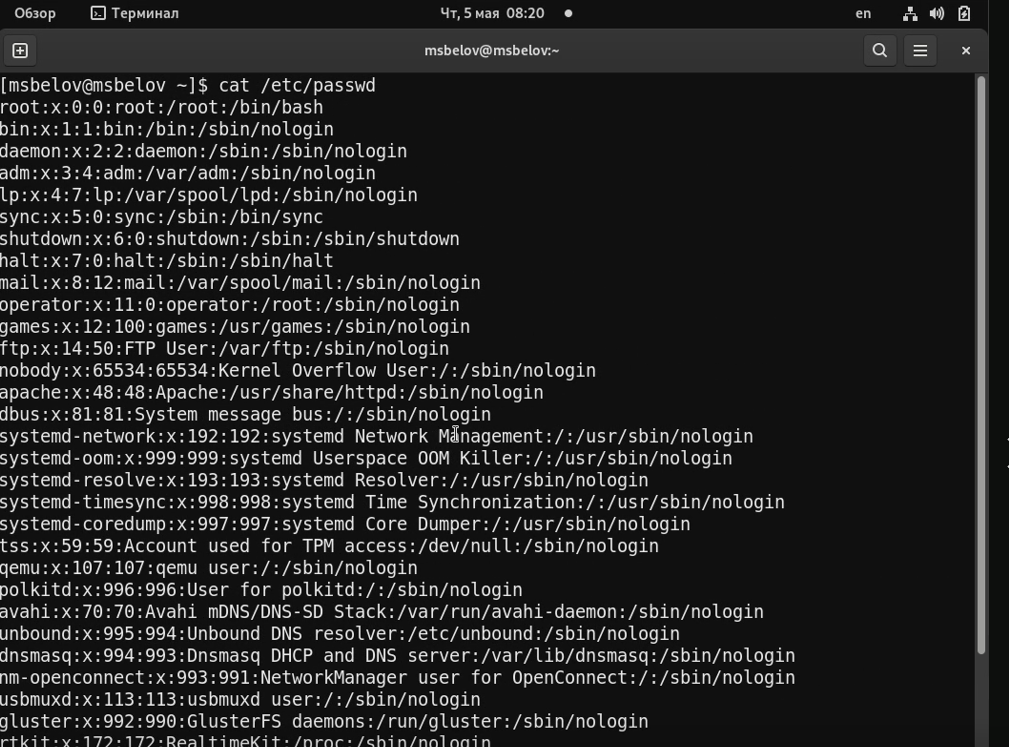 Обзор Терминал Чт, 5 мая 08:20 en
msbelov@msbelov:~
[msbelov@msbelov ~]$ cat /etc/passwd
root:x:0:0:root:/root:/bin/bash
bin:x:1:1:bin:/bin:/sbin/nologin
daemon:x:2:2:daemon:/sbin:/sbin/nologin
adm:x:3:4:adm:/var/adm:/sbin/nologin
lp:x:4:7:lp:/var/spool/lpd:/sbin/nologin
sync:x:5:0:sync:/sbin:/bin/sync
shutdown:x:6:0:shutdown:/sbin:/sbin/shutdown
halt:x:7:0:halt:/sbin:/sbin/halt
mail:x:8:12:mail:/var/spool/mail:/sbin/nologin
operator:x:11:0:operator:/root:/sbin/nologin
games:x:12:100:games:/usr/games:/sbin/nologin
ftp:x:14:50:FTP User:/var/ftp:/sbin/nologin
nobody:x:65534:65534:Kernel Overflow User:/:/sbin/nologin
apache:x:48:48:Apache:/usr/share/httpd:/sbin/nologin
dbus:x:81:81:System message bus:/:/sbin/nologin
systemd-network:x:192:192:systemd Network Management:/:/usr/sbin/nologin
systemd-oom:x:999:999:systemd Userspace OOM Killer:/:/usr/sbin/nologin
systemd-resolve:x:193:193:systemd Resolver:/:/usr/sbin/nologin
systemd-timesync:x:998:998:systemd Time Synchronization:/:/usr/sbin/nologin
systemd-coredump:x:997:997:systemd Core Dumper:/:/usr/sbin/nologin
tss:x:59:59:Account used for TPM access:/dev/null:/sbin/nologin
qemu:x:107:107:qemu user:/:/sbin/nologin
polkitd:x:996:996:User for polkitd:/:/sbin/nologin
avahi:x:70:70:Avahi mDNS/DNS-SD Stack:/var/run/avahi-daemon:/sbin/nologin
unbound:x:995:994:Unbound DNS resolver:/etc/unbound:/sbin/nologin
dnsmasq:x:994:993:Dnsmasq DHCP and DNS server:/var/lib/dnsmasq:/sbin/nologin
nm-openconnect:x:993:991:NetworkManager user for OpenConnect:/:/sbin/nologin
usbmuxd:x:113:113:usbmuxd user:/:/sbin/nologin
gluster:x:992:990:GlusterFS daemons:/run/gluster:/sbin/nologin
rtkit:x:172:172:RealtimeKit:/proc:/sbin/nologin